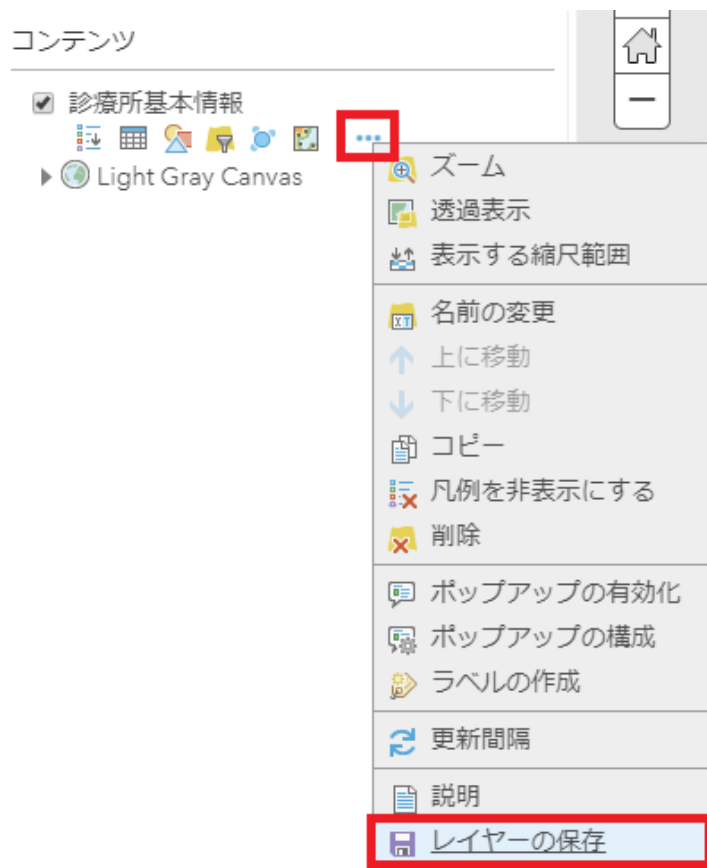 コンテンツ
診療所基本情報
Light Gray Canvas
ズーム
透過表示
表示する縮尺範囲
名前の変更
上に移動
下に移動
コピー
凡例を非表示にする
削除
ポップアップの有効化
ポップアップの構成
ラベルの作成
更新間隔
説明
レイヤーの保存